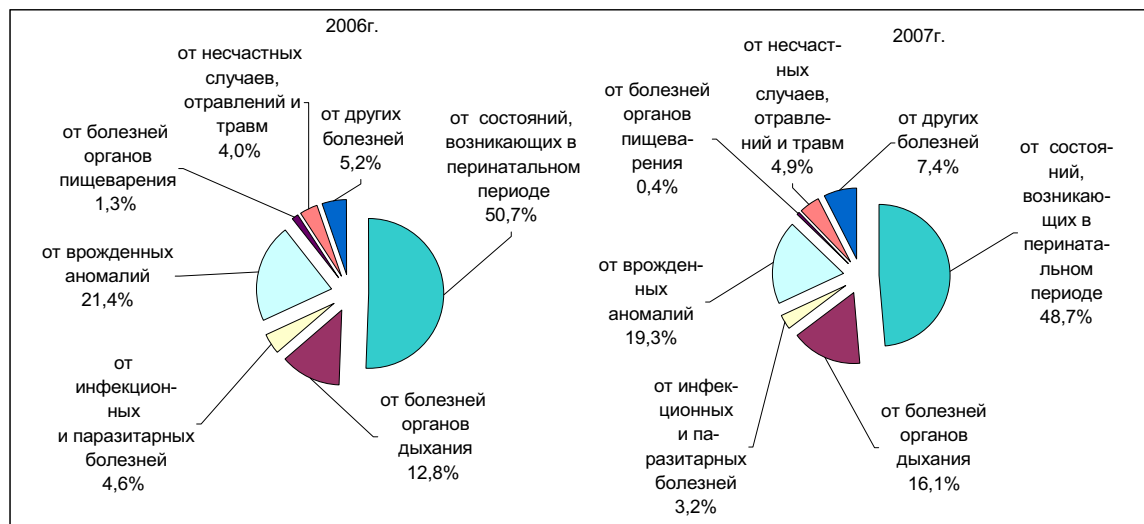 2006г.
от несчастных
случаев,
отравлений и
травм
4,0%
от других
болезней
5,2%
от  состояний,
возникающих в
перинатальном
периоде
50,7%
от болезней
органов
пищеварения
1,3%
от врожденных
аномалий
21,4%
от
инфекцион-
ных
и паразитарных
болезней
4,6%
от болезней
органов
дыхания
12,8%
2007г.
от несчаст-
ных
случаев,
отравле-
ний и травм
4,9%
от других
болезней
7,4%
от  состоя-
ний,
возникаю-
щих в
перината-
льном
периоде
48,7%
от болезней
органов
пищева-
рения
0,4%
от врожден-
ных
аномалий
19,3%
от инфек-
ционных
и па-
разитарных
болезней
3,2%
от болезней
органов
дыхания
16,1%